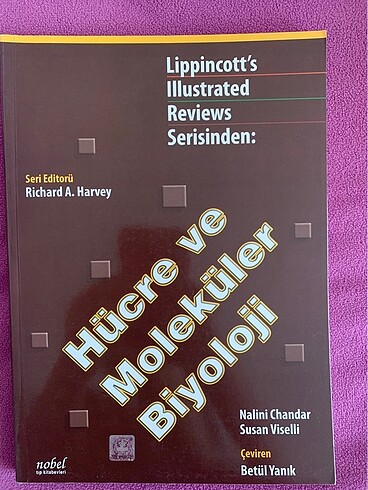 Lippincott's
Illustrated
Reviews
Serisinden:
Seri Editorü
Richard A. Harvey
Hücre ve
Moleküler
Biyoloji
Nalini Chandar
Susan Viselli
Çeviren
Betül Yanık
nobel
tıp kitabevleri